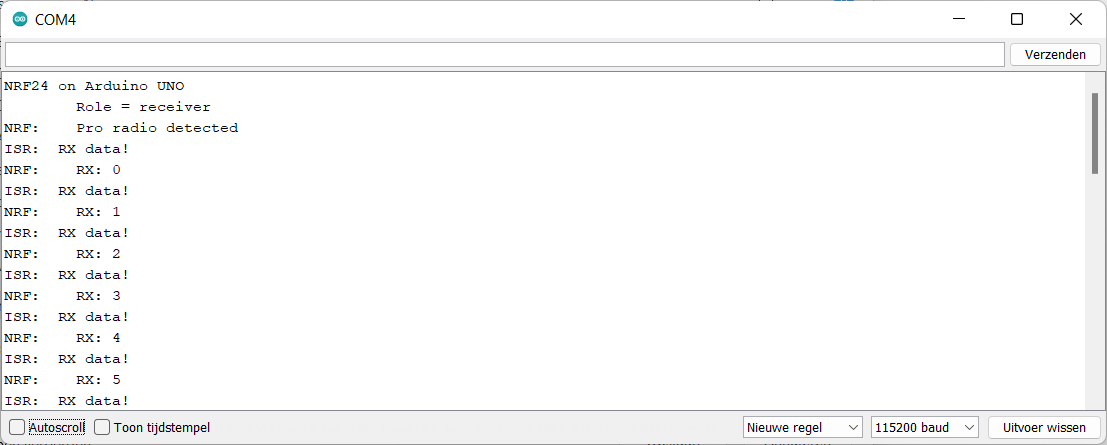 COM4
Verzenden
NRF24 on Arduino UNO
Role = receiver
NRF: Pro radio detected
ISR: RX data!
NRF: RX: 0
ISR: RX data!
NRF: RX: 1
ISR: RX data!
NRF: RX: 2
ISR: RX data!
NRF: RX: 3
ISR: RX data!
NRF: RX: 4
ISR: RX data!
NRF: RX: 5
ISR: RX data!
Autoscroll Toon tijdstempel Nieuwe regel 115200 baud Uitvoer wissen